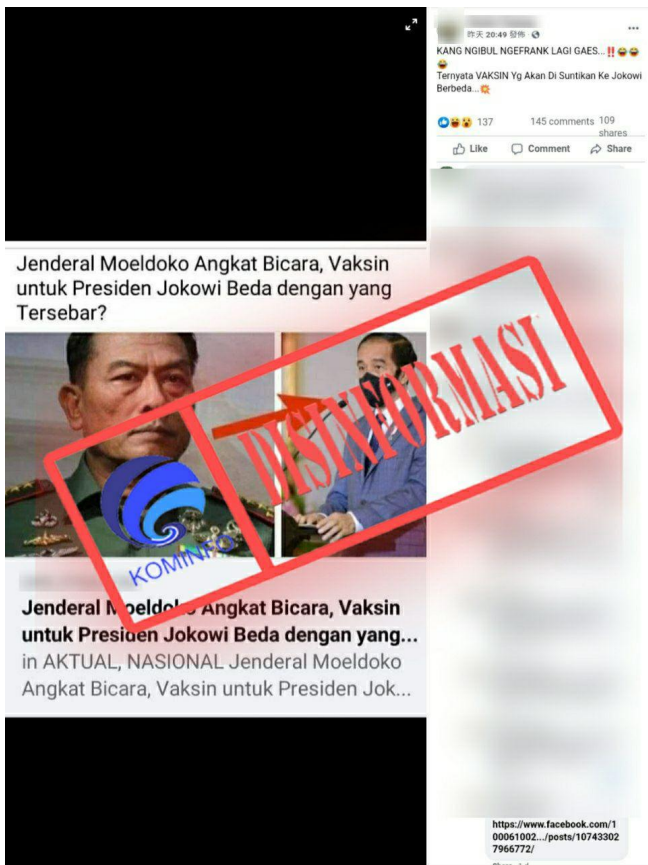 昨天 20:49 發佈
KANG NGIBUL NGEFRANK LAGI GAES...‼️😂😂
😂
Ternyata VAKSIN Yg Akan Di Suntikan Ke Jokowi
Berbeda...💥
137
145 comments 109
shares
Like Comment Share
Jenderal Moeldoko Angkat Bicara, Vaksin
untuk Presiden Jokowi Beda dengan yang
Tersebar?
DISINFORMASI
KOMINFO
Jenderal Moeldoko Angkat Bicara, Vaksin
untuk Presiden Jokowi Beda dengan yang...
in AKTUAL, NASIONAL Jenderal Moeldoko
Angkat Bicara, Vaksin untuk Presiden Jok...
https://www.facebook.com/1
00061002.../posts/10743302
7966772/